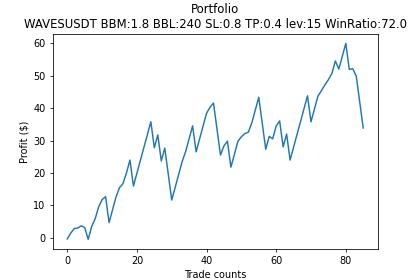 Portfolio
WAVESUSDT BBM:1.8 BBL:240 SL:0.8 TP:0.4 lev:15 WinRatio:72.0
60
50
40
30
20
10
0
Profit ($)
0 20 40 60 80
Trade counts